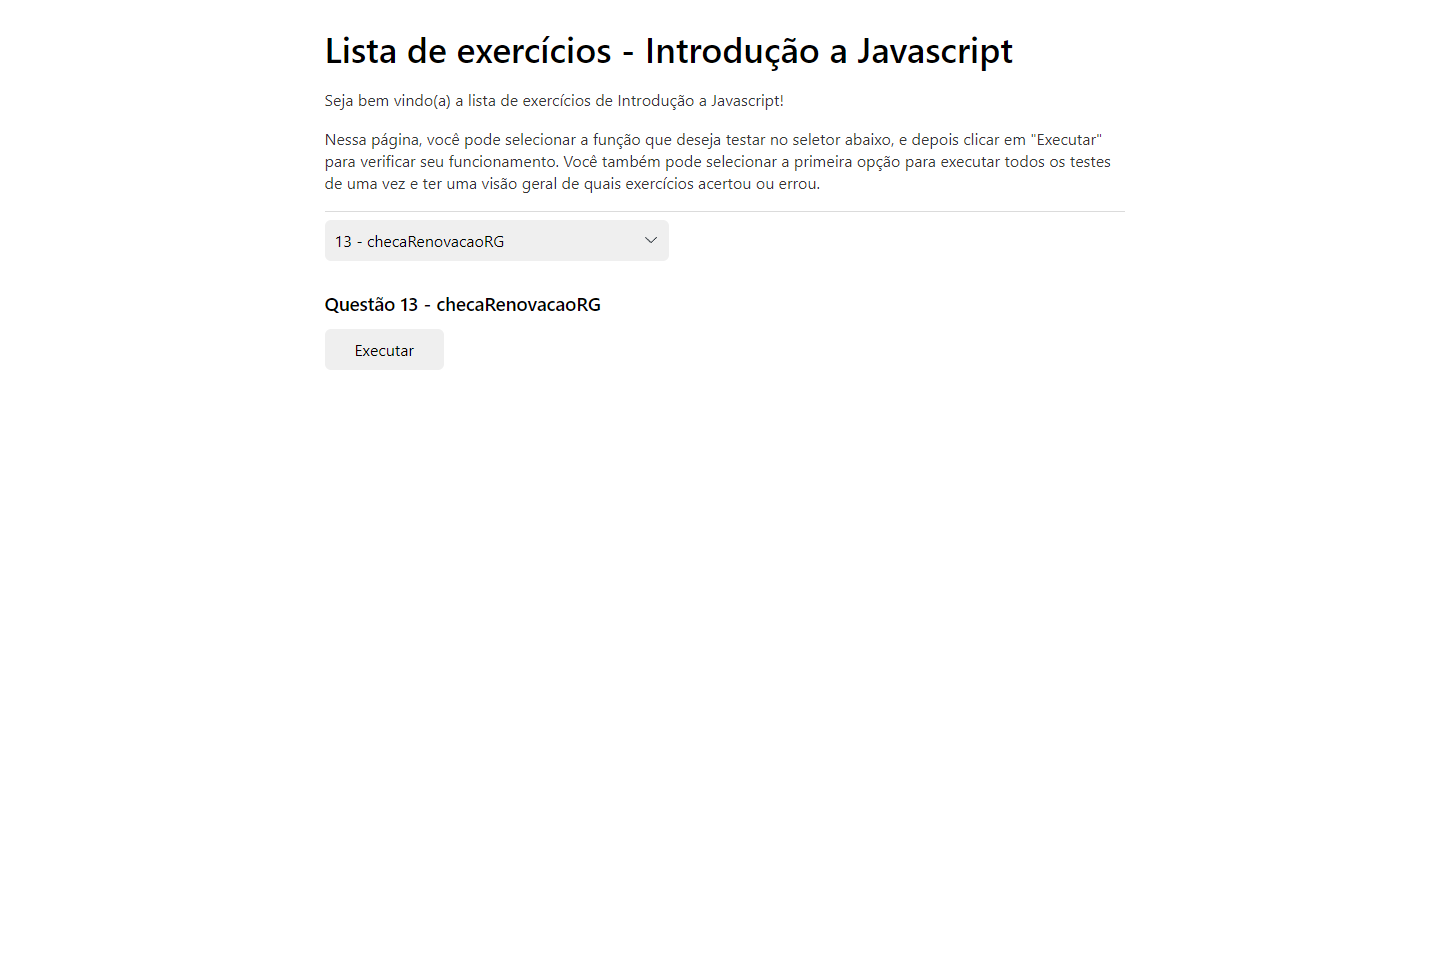 Lista de exercícios - Introdução a Javascript
Seja bem vindo(a) a lista de exercícios de Introdução a Javascript!
Nessa página, você pode selecionar a função que deseja testar no seletor abaixo, e depois clicar em "Executar"
para verificar seu funcionamento. Você também pode selecionar a primeira opção para executar todos os testes
de uma vez e ter uma visão geral de quais exercícios acertou ou errou.
13 - checaRenovacaoRG
Questão 13 - checaRenovacaoRG
Executar